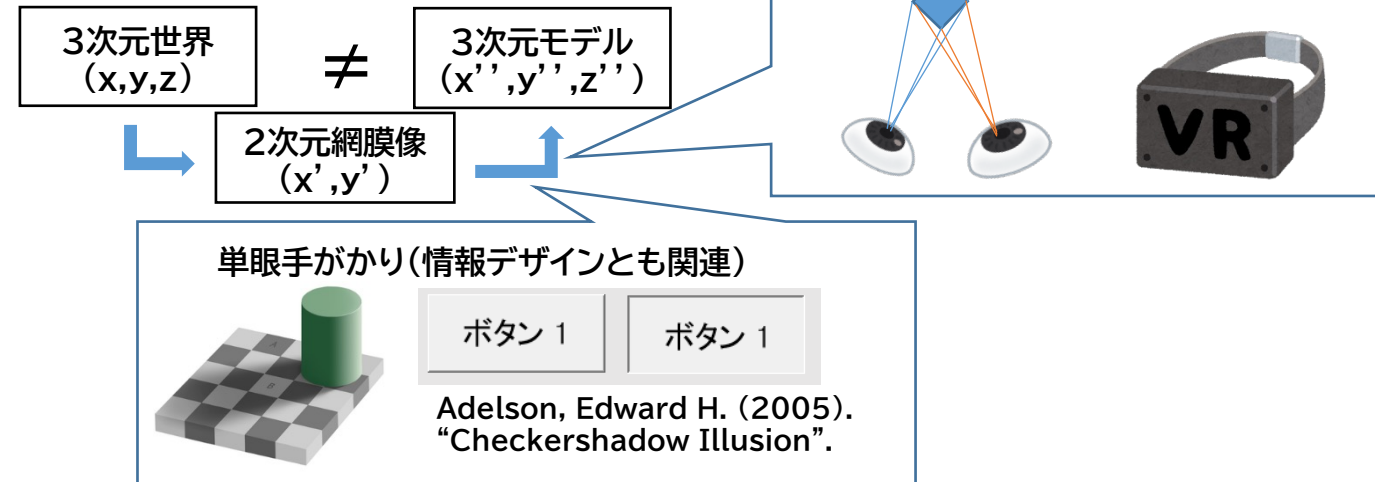 3次元世界
(x,y,z)
≠
3次元モデル
(x’’,y’’,z’’)
2次元網膜像
(x’,y’)
VR
単眼手がかり(情報デザインとも関連)
A
B
ボタン 1
ボタン 1
Adelson, Edward H. (2005).
“Checkershadow Illusion”.